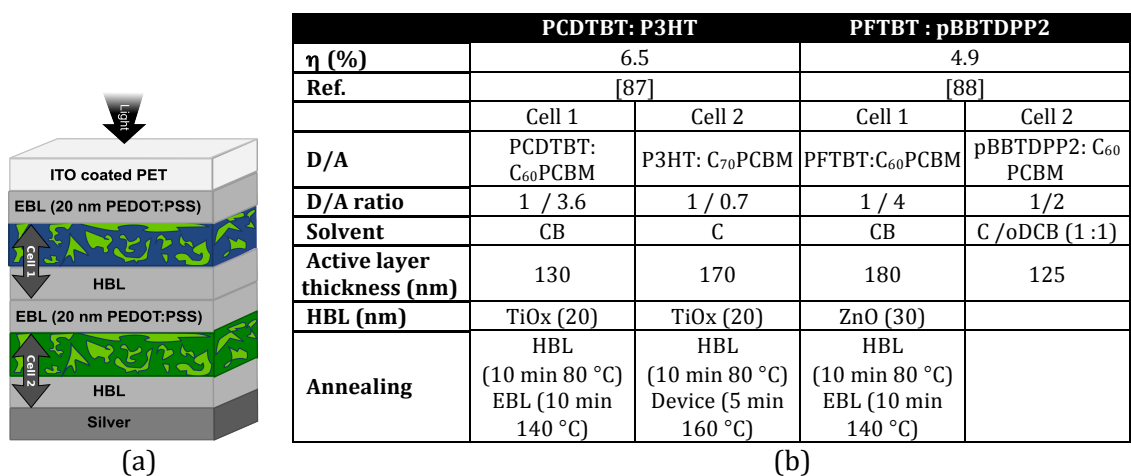 Light
ITO coated PET
EBL (20 nm PEDOT:PSS)
Cell 1
HBL
EBL (20 nm PEDOT:PSS)
Cell 2
HBL
Silver
(a)
PCDTBT: P3HT PFTBT : pBBTDPP2
η (%) 6.5 4.9
Ref. [87] [88]
Cell 1 Cell 2 Cell 1 Cell 2
D/A PCDTBT: C₆₀PCBM P3HT: C₇₀PCBM PFTBT:C₆₀PCBM pBBTDPP2: C₆₀ PCBM
D/A ratio 1 / 3.6 1 / 0.7 1 / 4 1/2
Solvent CB C CB C /oDCB (1 :1)
Active layer thickness (nm) 130 170 180 125
HBL (nm) TiOx (20) TiOx (20) ZnO (30)
Annealing
HBL
(10 min 80 °C)
EBL (10 min
140 °C)
HBL
(10 min 80 °C)
Device (5 min
160 °C)
HBL
(10 min 80 °C)
EBL (10 min
140 °C)
(b)